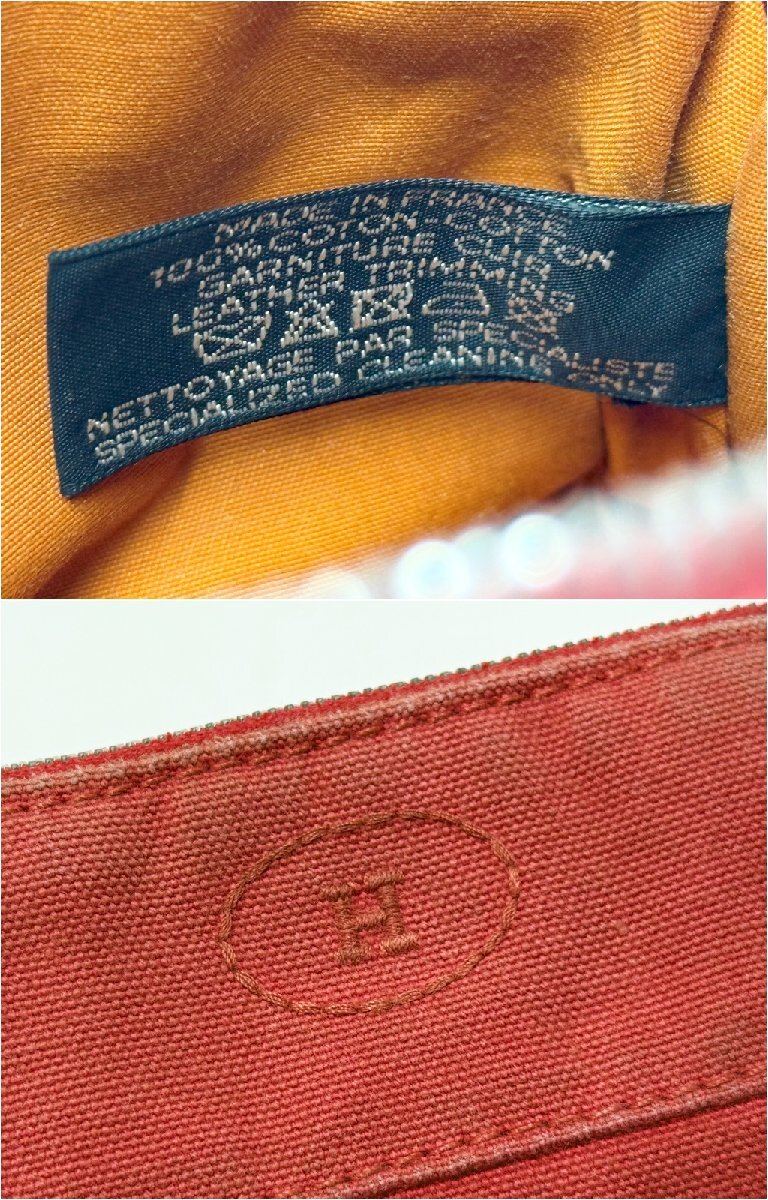 MADE IN FRANCE
100% COTON / COTTON
GARNITURE CUIR
LEATHER TRIMMING
NETTOYAGE PAR SPECIALISTE
SPECIALIZED CLEANING ONLY
H